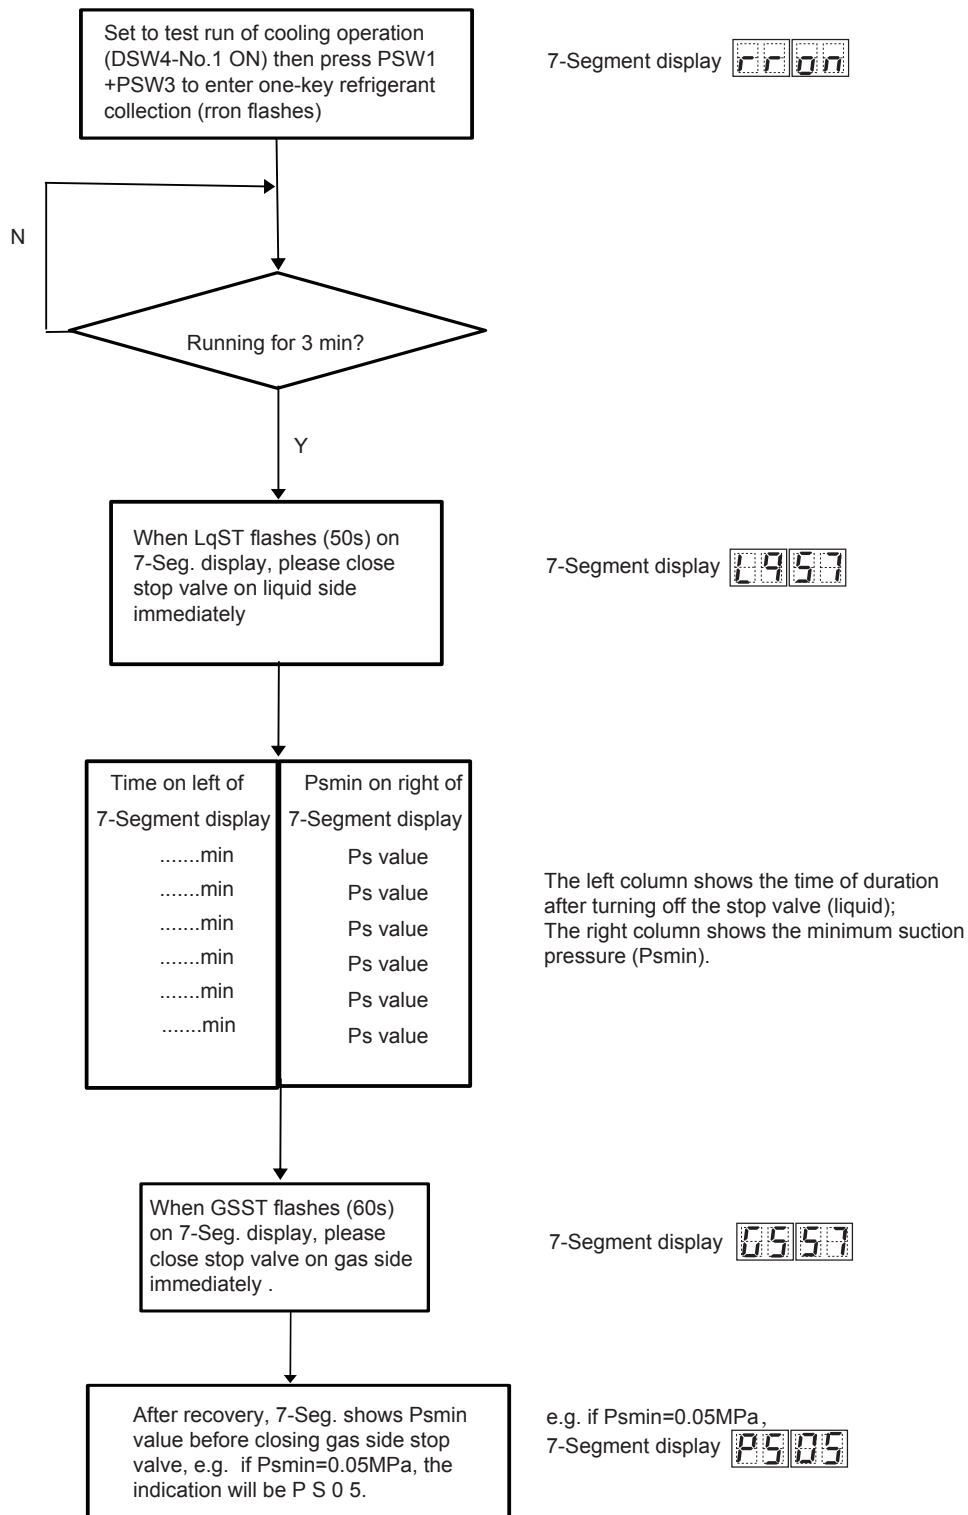 Set to test run of cooling operation
(DSW4-No.1 ON) then press PSW1
+PSW3 to enter one-key refrigerant
collection (rron flashes)
7-Segment display rron
N
Running for 3 min?
Y
When LqST flashes (50s) on
7-Seg. display, please close
stop valve on liquid side
immediately
7-Segment display Lq57
Time on left of
7-Segment display
.......min
.......min
.......min
.......min
.......min
.......min
Psmin on right of
7-Segment display
Ps value
Ps value
Ps value
Ps value
Ps value
Ps value
The left column shows the time of duration
after turning off the stop valve (liquid);
The right column shows the minimum suction
pressure (Psmin).
When GSST flashes (60s)
on 7-Seg. display, please
close stop valve on gas side
immediately .
7-Segment display GS57
After recovery, 7-Seg. shows Psmin
value before closing gas side stop
valve, e.g. if Psmin=0.05MPa, the
indication will be P S 0 5.
e.g. if Psmin=0.05MPa,
7-Segment display PS05